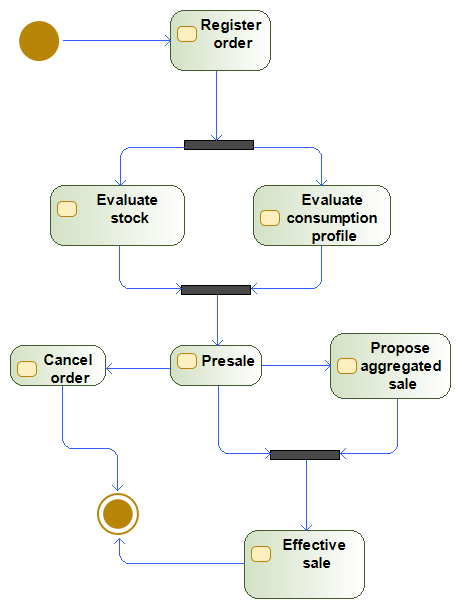 Register
order
Evaluate
stock
Evaluate
consumption
profile
Cancel
order
Presale
Propose
aggregated
sale
Effective
sale